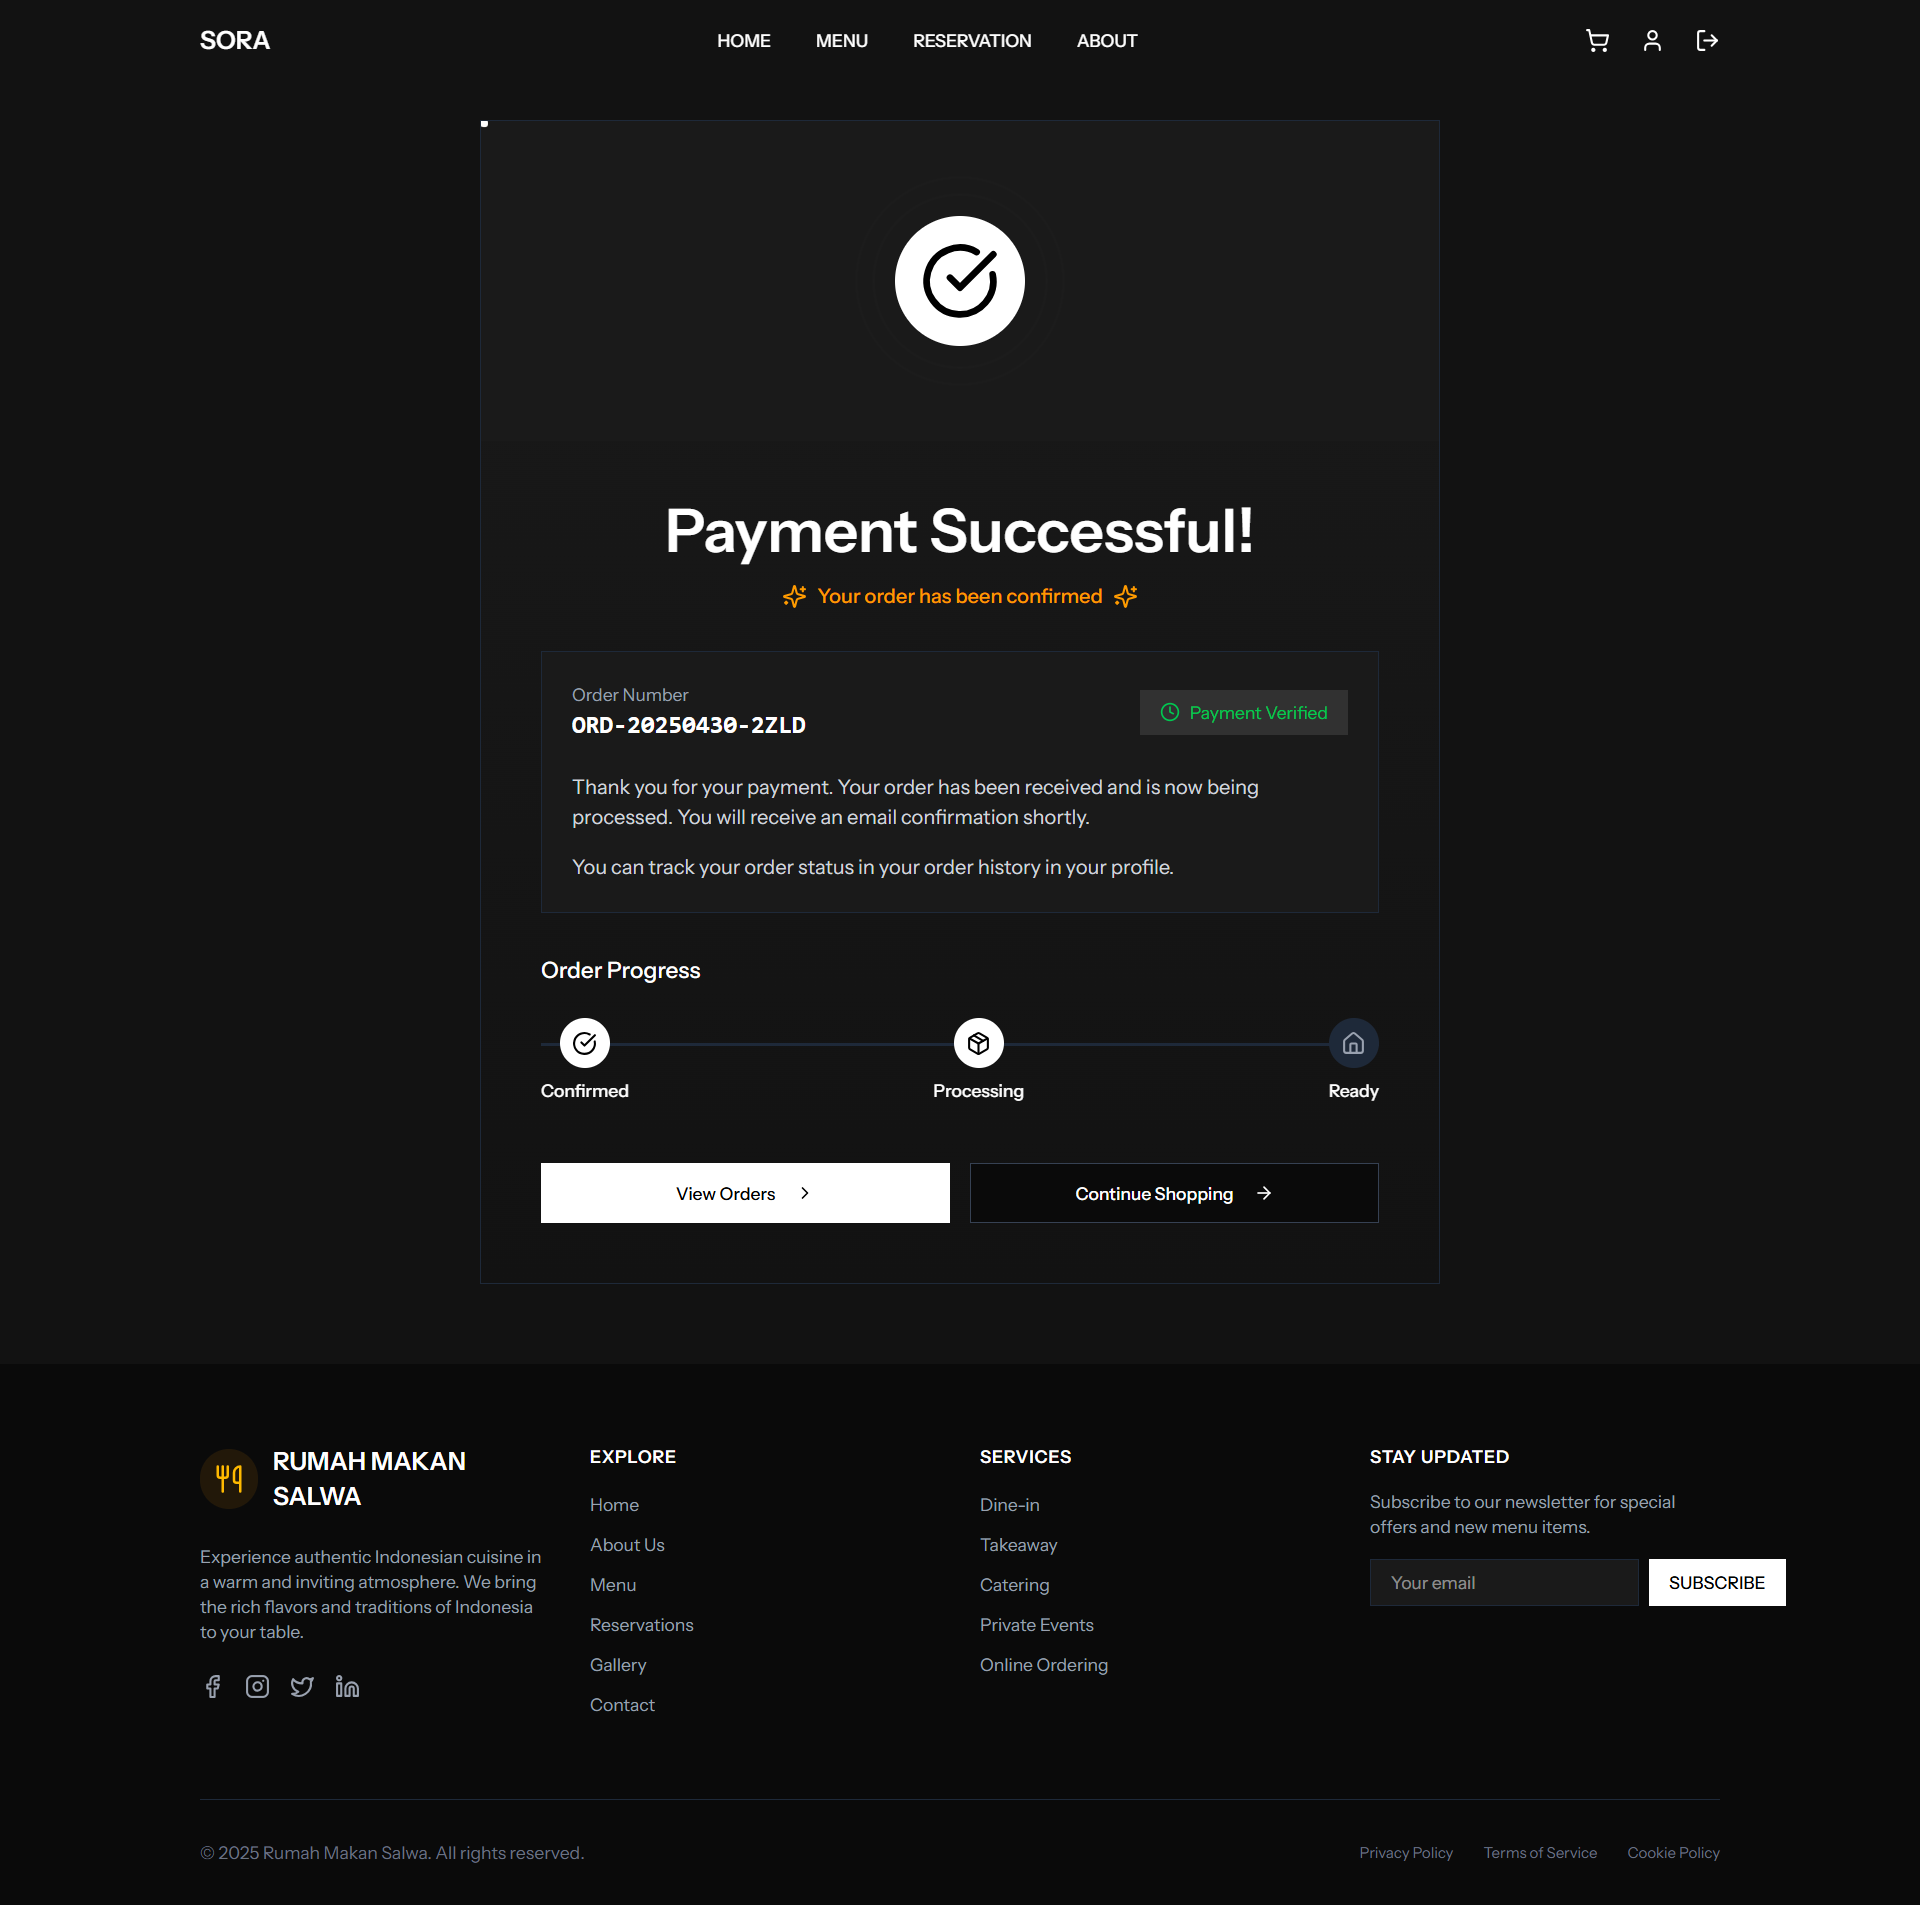 SORA
HOME
MENU
RESERVATION
ABOUT
Payment Successful!
Your order has been confirmed
Order Number
ORD-20250430-2ZLD
Payment Verified
Thank you for your payment. Your order has been received and is now being
processed. You will receive an email confirmation shortly.
You can track your order status in your order history in your profile.
Order Progress
Confirmed
Processing
Ready
View Orders
Continue Shopping
RUMAH MAKAN
SALWA
Experience authentic Indonesian cuisine in
a warm and inviting atmosphere. We bring
the rich flavors and traditions of Indonesia
to your table.
EXPLORE
Home
About Us
Menu
Reservations
Gallery
Contact
SERVICES
Dine-in
Takeaway
Catering
Private Events
Online Ordering
STAY UPDATED
Subscribe to our newsletter for special
offers and new menu items.
Your email
SUBSCRIBE
© 2025 Rumah Makan Salwa. All rights reserved.
Privacy Policy
Terms of Service
Cookie Policy